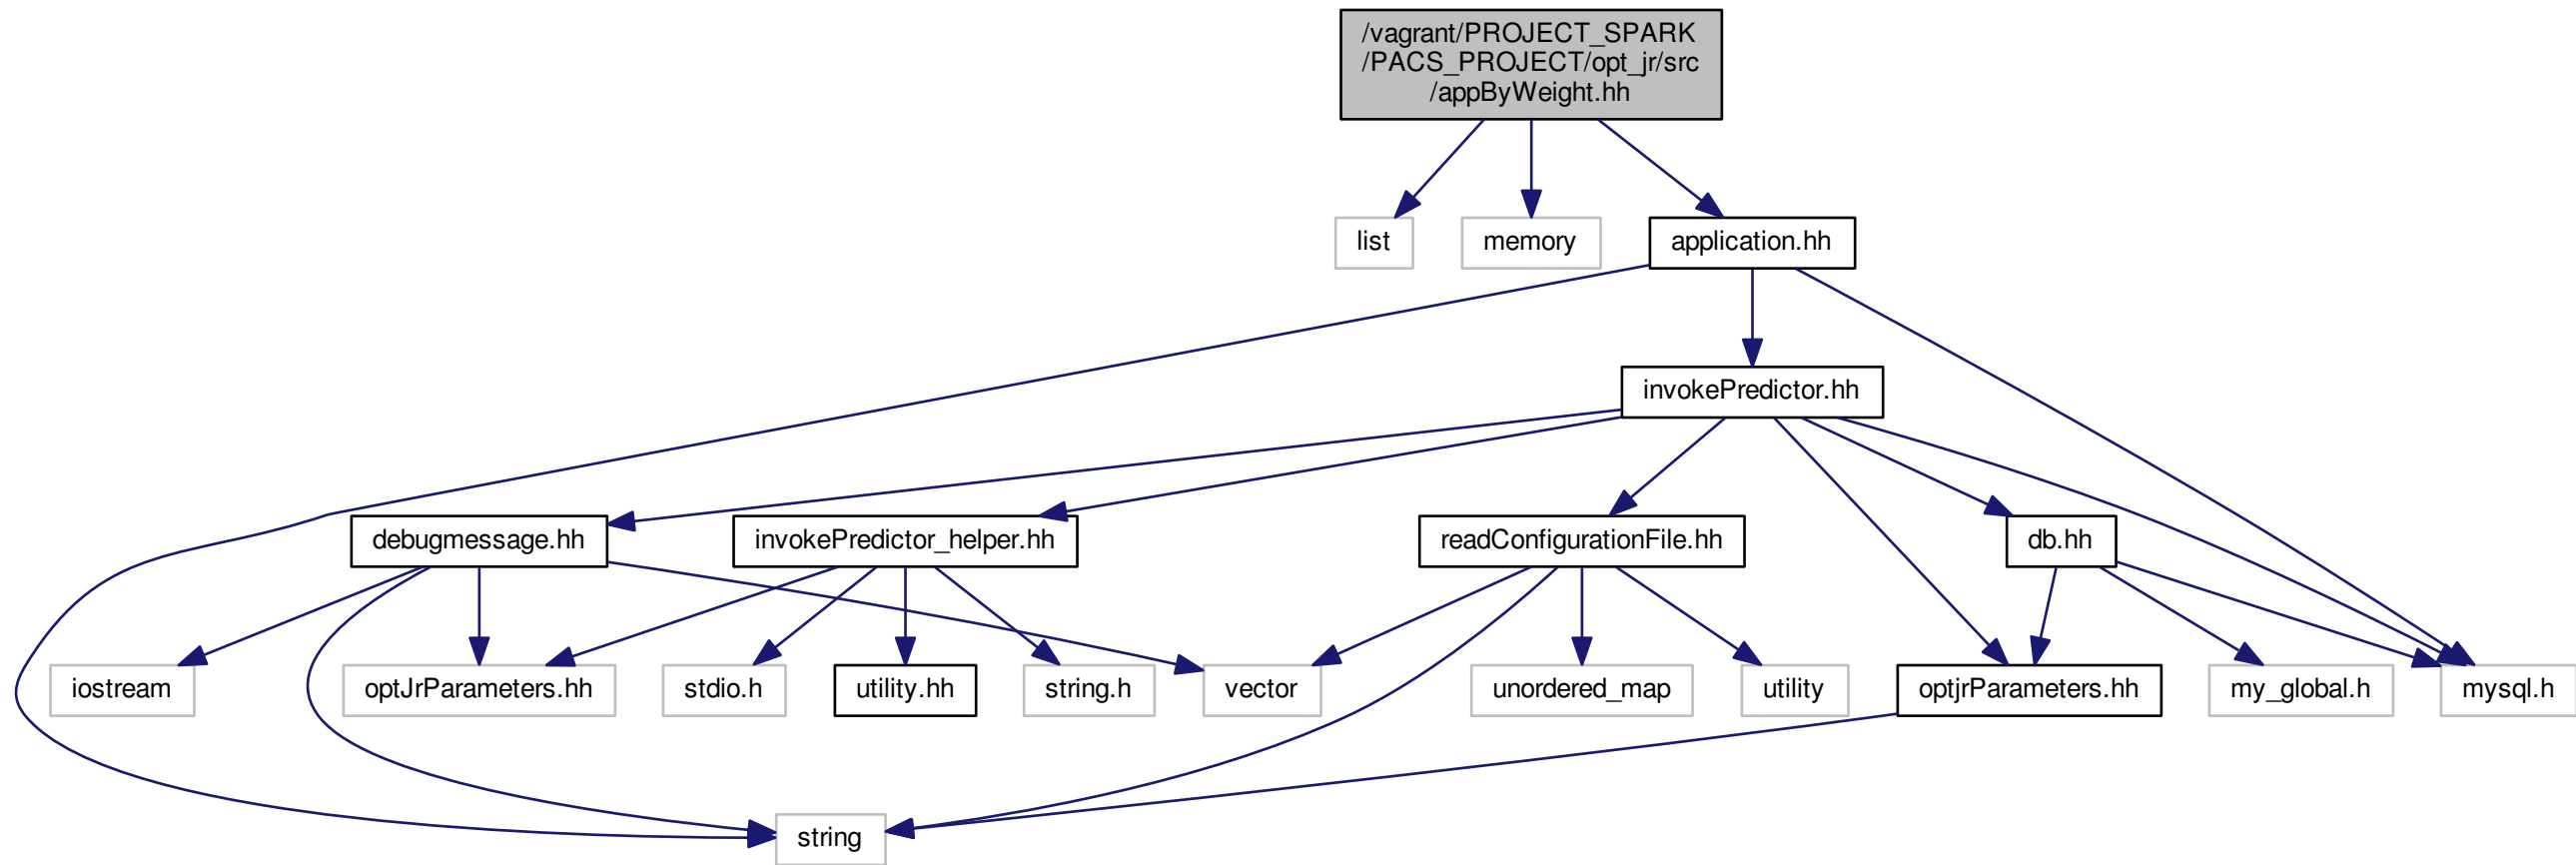 /vagrant/PROJECT_SPARK
/PACS_PROJECT/opt_jr/src
/appByWeight.hh
list
memory
application.hh
invokePredictor.hh
debugmessage.hh
invokePredictor_helper.hh
readConfigurationFile.hh
db.hh
iostream
optJrParameters.hh
stdio.h
utility.hh
string.h
vector
unordered_map
utility
optjrParameters.hh
my_global.h
mysql.h
string